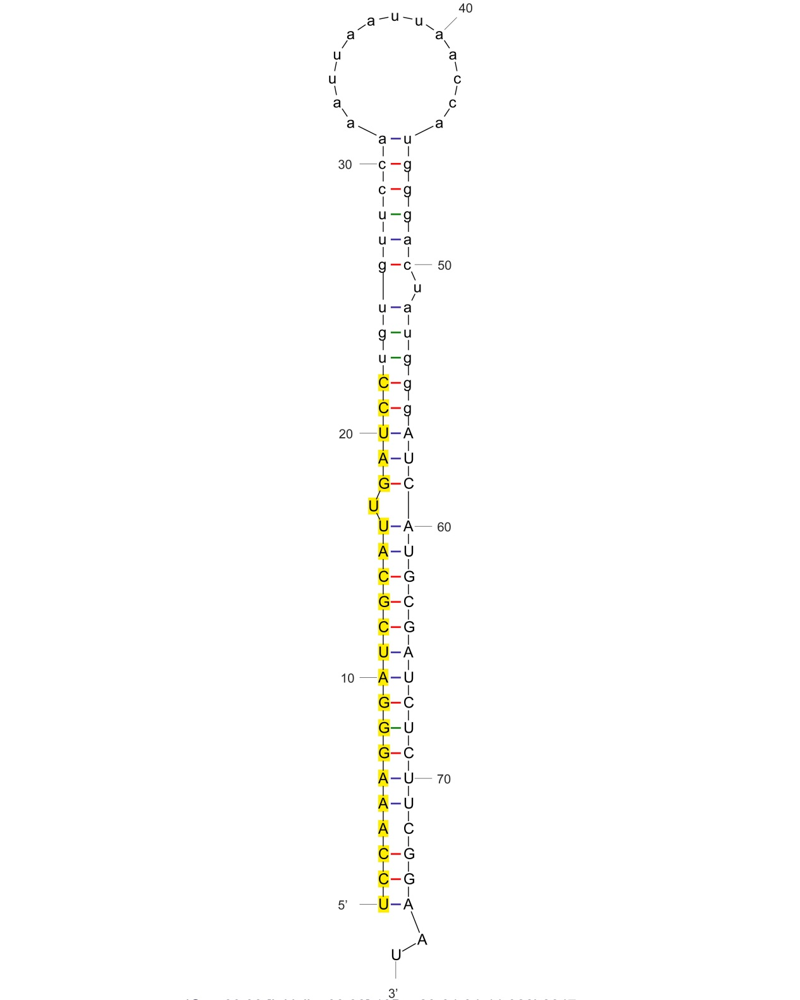 40
a a u u a
u a
u c
a c
a a
a u
30 c g
c g
u g
u a
g c 50
u
u a
g u
u g
C g
C g
20 U A
A U
G C
U
U A 60
A U
C G
G C
C G
U A
10 A U
G C
G U
G C
A U 70
A U
A C
C G
C G
5’ U A
A
U
3’